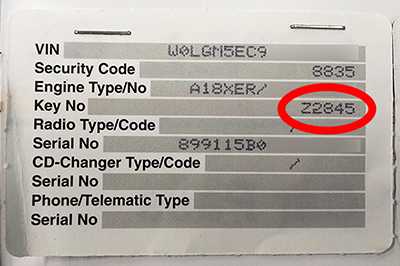 VIN W0LGM5EC9
Security Code 8835
Engine Type/No A18XER/
Key No Z2845
Radio Type/Code /
Serial No 899115B0
CD-Changer Type/Code /
Serial No
Phone/Telematic Type
Serial No